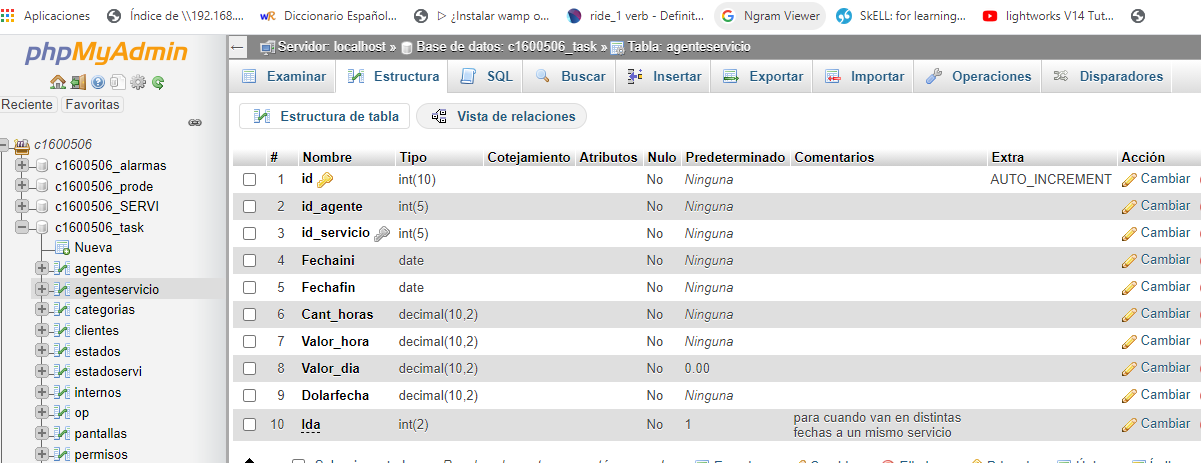 Aplicaciones Índice de \\192.168.... Diccionario Español... ▷ ¿Instalar wamp o... ride_1 verb - Definit... Ngram Viewer SkELL: for learning... lightworks V14 Tut...
phpMyAdmin
Servidor: localhost » Base de datos: c1600506_task » Tabla: agenteservicio
Examinar Estructura SQL Buscar Insertar Exportar Importar Operaciones Disparadores
Reciente Favoritas
Estructura de tabla Vista de relaciones
c1600506
c1600506_alarmas
c1600506_prode
c1600506_SERVI
c1600506_task
Nueva
agentes
agenteservicio
categorias
clientes
estados
estadoservi
internos
op
pantallas
permisos
# Nombre Tipo Cotejamiento Atributos Nulo Predeterminado Comentarios Extra Acción
1 id int(10) No Ninguna AUTO_INCREMENT Cambiar
2 id_agente int(5) No Ninguna Cambiar
3 id_servicio int(5) No Ninguna Cambiar
4 Fechaini date No Ninguna Cambiar
5 Fechafin date No Ninguna Cambiar
6 Cant_horas decimal(10,2) No Ninguna Cambiar
7 Valor_hora decimal(10,2) No Ninguna Cambiar
8 Valor_dia decimal(10,2) No 0.00 Cambiar
9 Dolarfecha decimal(10,2) No Ninguna Cambiar
10 Ida int(2) No 1 para cuando van en distintas Cambiar
fechas a un mismo servicio